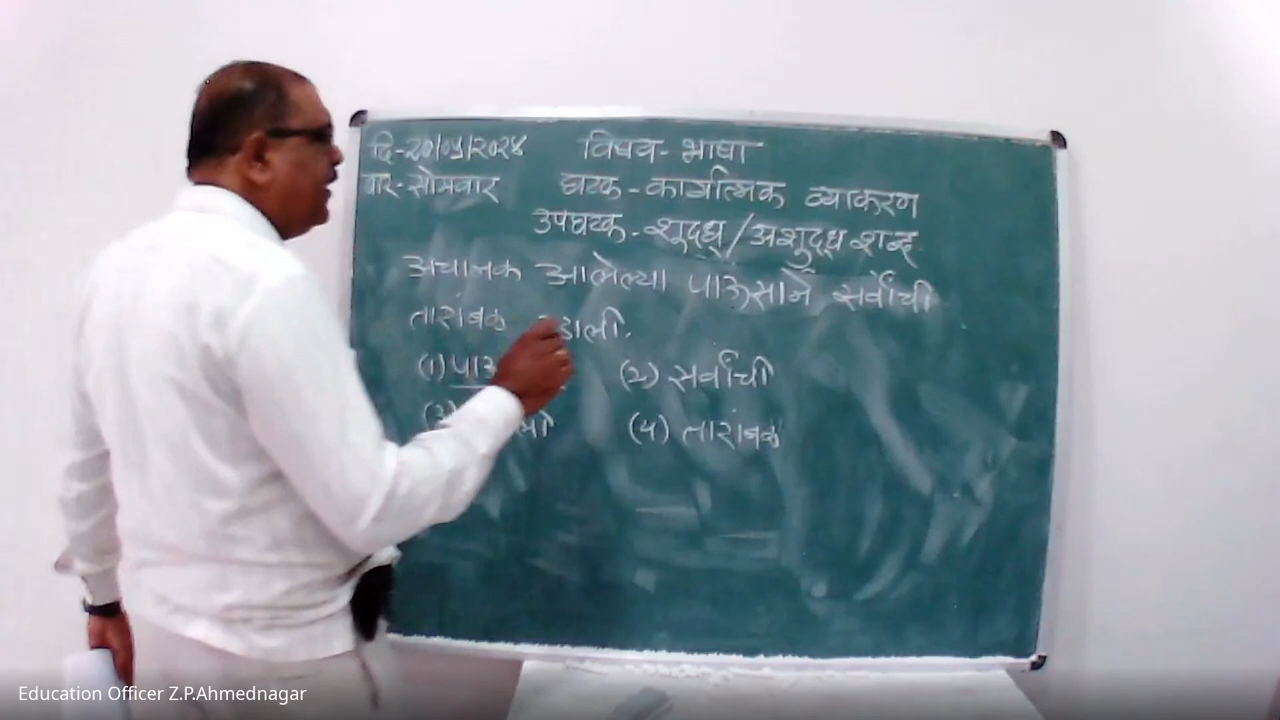 दि-२०/०५/२०२४ विषय- भाषा
वार-सोमवार घटक-कार्यात्मक व्याकरण
उपघटक-शुद्ध/अशुद्ध शब्द.
अचानक आलेल्या पाऊसाने सर्वांची
तारांबळ उडाली.
(१) (२) सर्वांची
(३) (४) तारांबळ
Education Officer Z.P.Ahmednagar